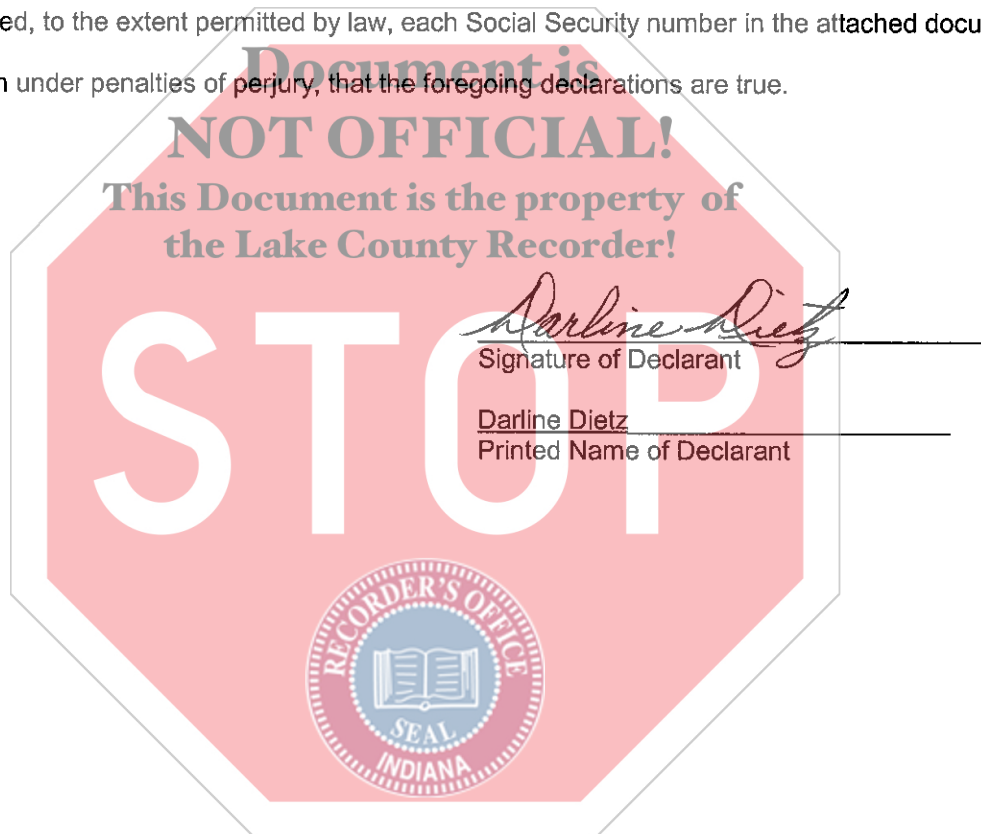 ed, to the extent permitted by law, each Social Security number in the attached docu
Document is
n under penalties of perjury, that the foregoing declarations are true.
NOT OFFICIAL!
This Document is the property of
the Lake County Recorder!
Darline Dietz
Signature of Declarant
Darline Dietz
Printed Name of Declarant
STOP
RECORDER'S OFFICE
SEAL
INDIANA